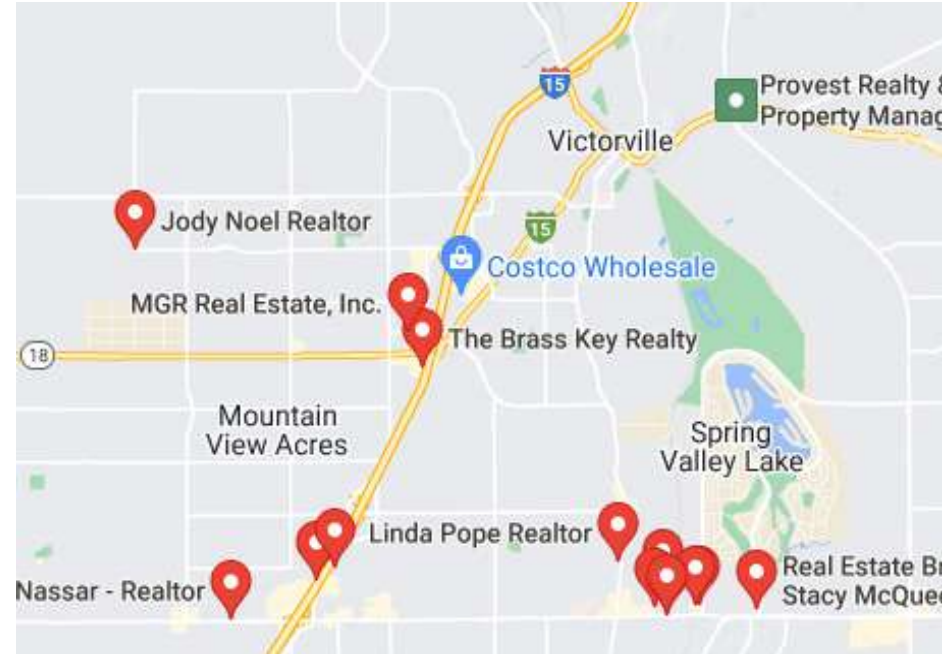 15
Provest Realty &
Property Manag
Victorville
Jody Noel Realtor
15
Costco Wholesale
MGR Real Estate, Inc.
The Brass Key Realty
18
Mountain
View Acres
Spring
Valley Lake
Linda Pope Realtor
Nassar - Realtor
Real Estate Br
Stacy McQuee